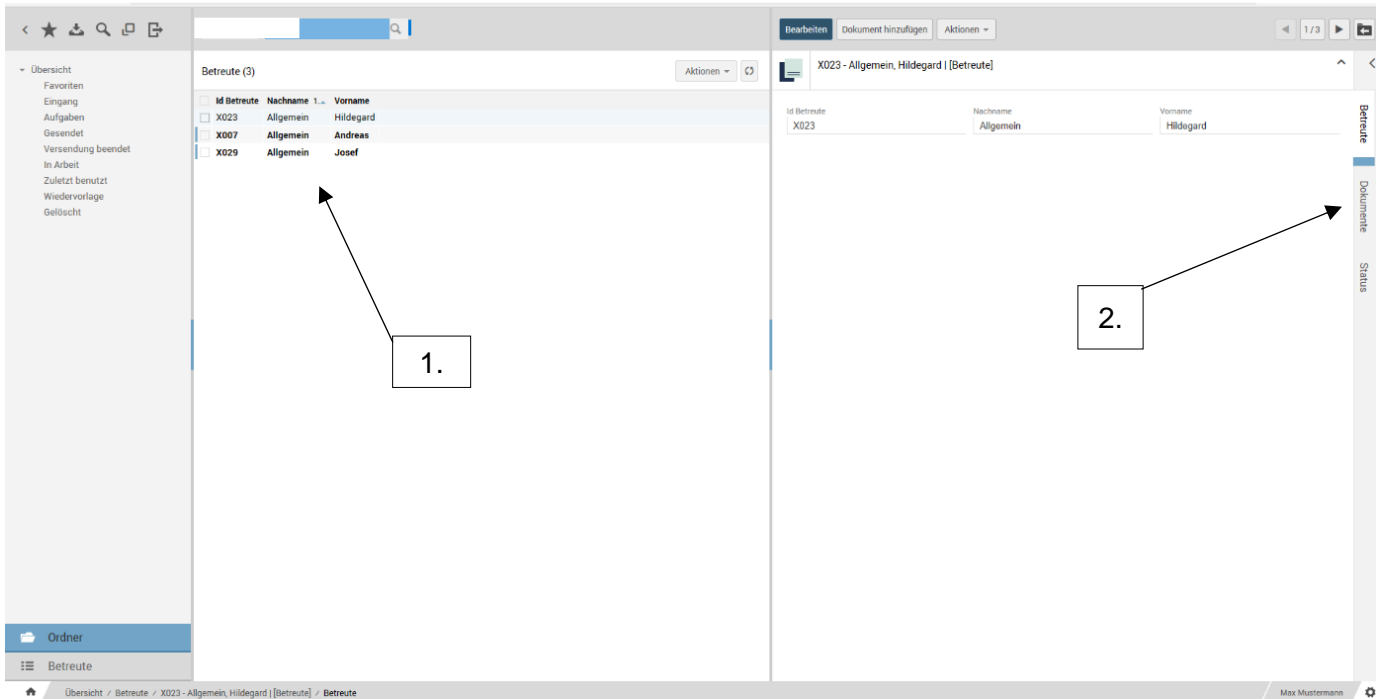 Bearbeiten Dokument hinzufügen Aktionen 1/3
Übersicht
Favoriten
Eingang
Aufgaben
Gesendet
Versendung beendet
In Arbeit
Zuletzt benutzt
Wiedervorlage
Gelöscht
Ordner
Betreute
Betreute (3) Aktionen
Id Betreute Nachname 1.. Vorname
X023 Allgemein Hildegard
X007 Allgemein Andreas
X029 Allgemein Josef
1.
X023 - Allgemein, Hildegard | [Betreute]
Id Betreute Nachname Vorname
X023 Allgemein Hildegard
2.
Betreute
Dokumente
Status
Übersicht / Betreute / X023 - Allgemein, Hildegard | [Betreute] / Betreute Max Mustermann